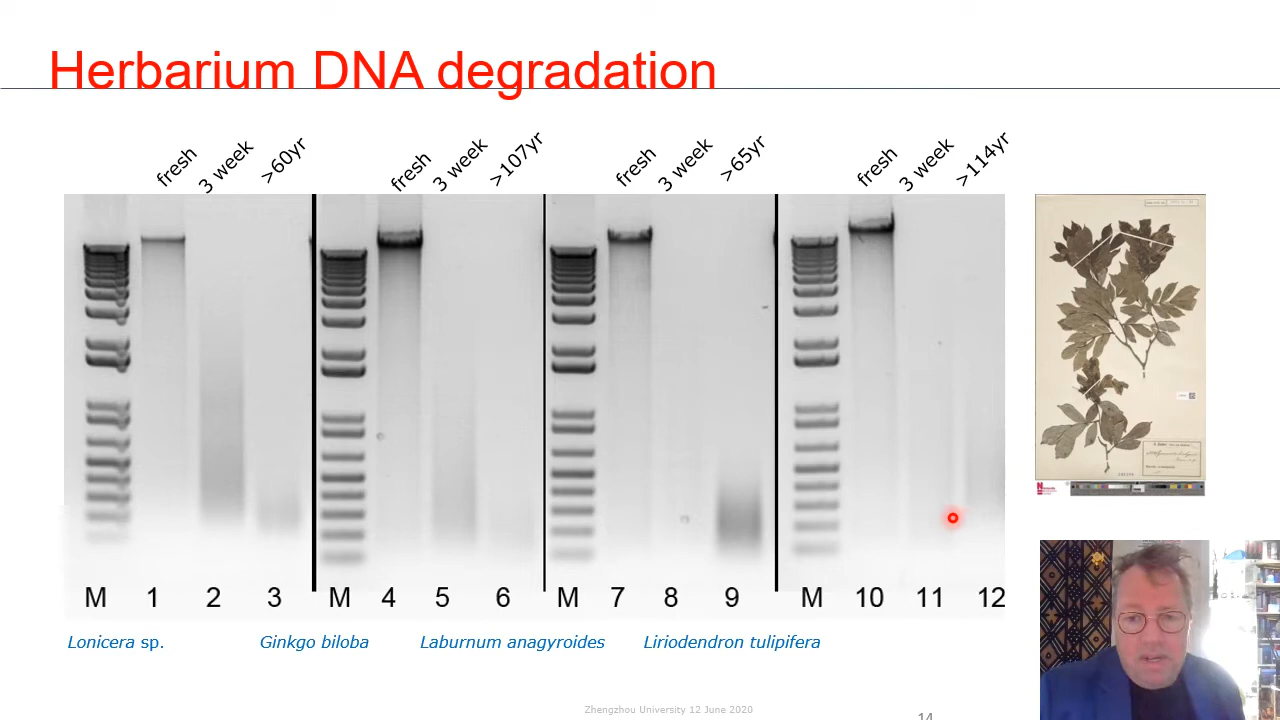 Herbarium DNA degradation
fresh 3 week >60yr fresh 3 week >107yr fresh 3 week >65yr fresh 3 week >114yr
M 1 2 3 M 4 5 6 M 7 8 9 M 10 11 12
Lonicera sp. Ginkgo biloba Laburnum anagyroides Liriodendron tulipifera
Zhengzhou University 12 June 2020
14